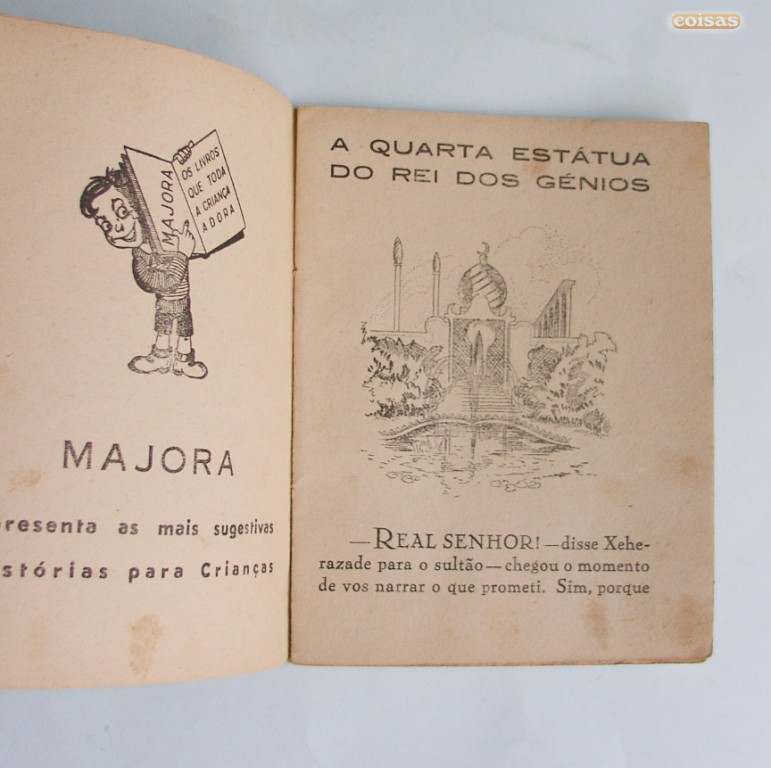 coisas
MAJORA
OS LIVROS
QUE TODA
A CRIANÇA
ADORA
MAJORA
presenta as mais sugestivas
stórias para Crianças
A QUARTA ESTÁTUA
DO REI DOS GÉNIOS
—REAL SENHOR!—disse Xehe-
razade para o sultão—chegou o momento
de vos narrar o que prometi. Sim, porque